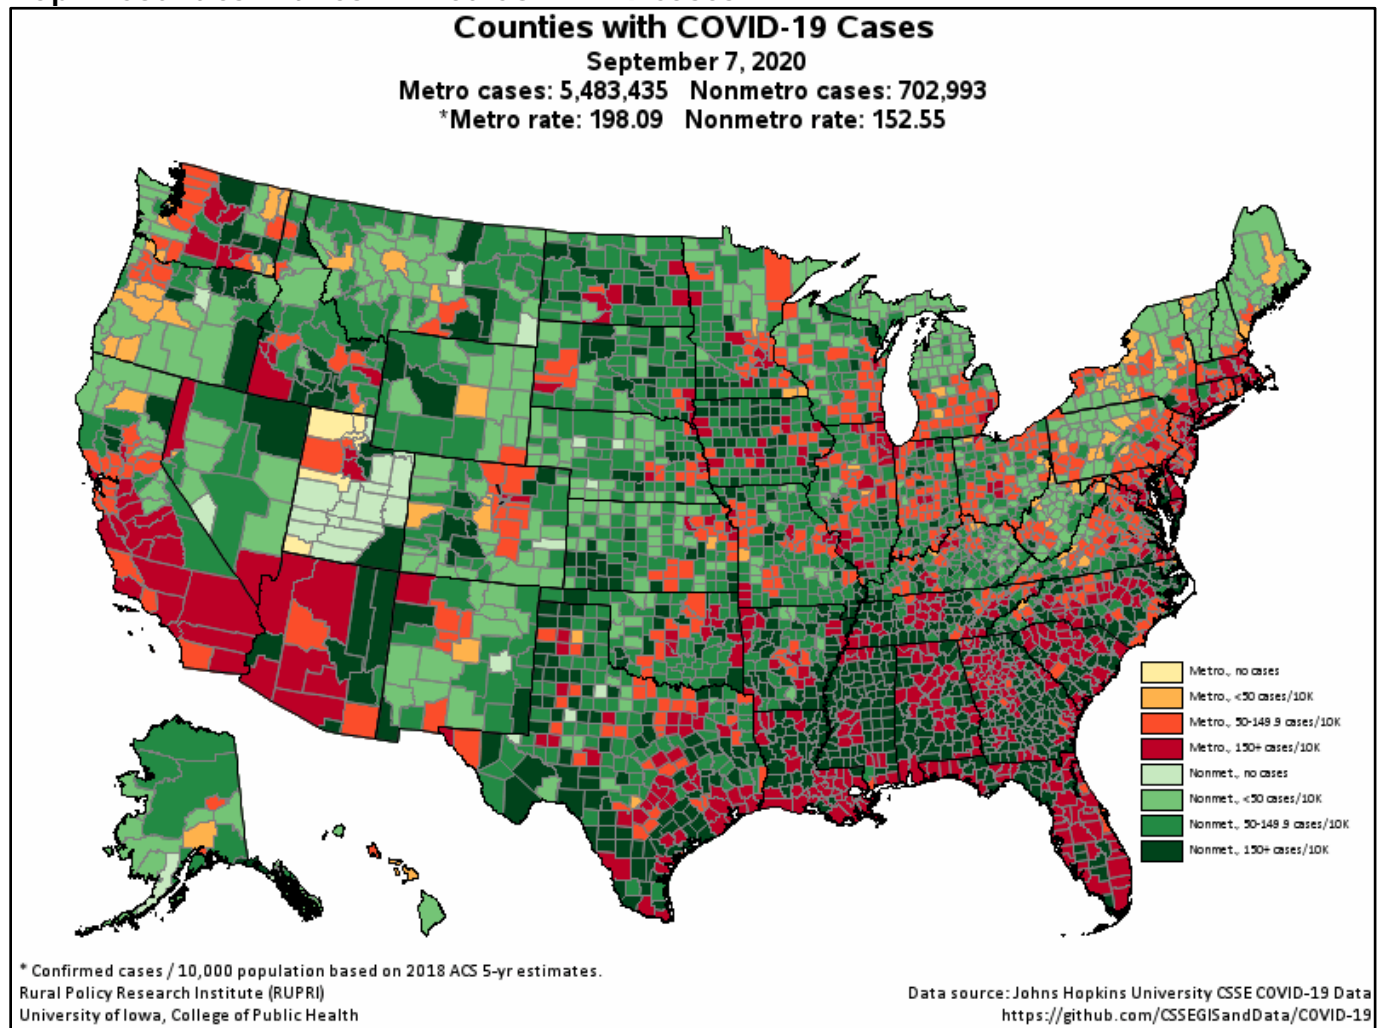 Counties with COVID-19 Cases
September 7, 2020
Metro cases: 5,483,435   Nonmetro cases: 702,993
*Metro rate: 198.09   Nonmetro rate: 152.55
Metro., no cases
Metro., <50 cases/10K
Metro., 50-149.9 cases/10K
Metro., 150+ cases/10K
Nonmet., no cases
Nonmet., <50 cases/10K
Nonmet., 50-149.9 cases/10K
Nonmet., 150+ cases/10K
* Confirmed cases / 10,000 population based on 2018 ACS 5-yr estimates.
Rural Policy Research Institute (RUPRI)
University of Iowa, College of Public Health
Data source: Johns Hopkins University CSSE COVID-19 Data
https://github.com/CSSEGISandData/COVID-19